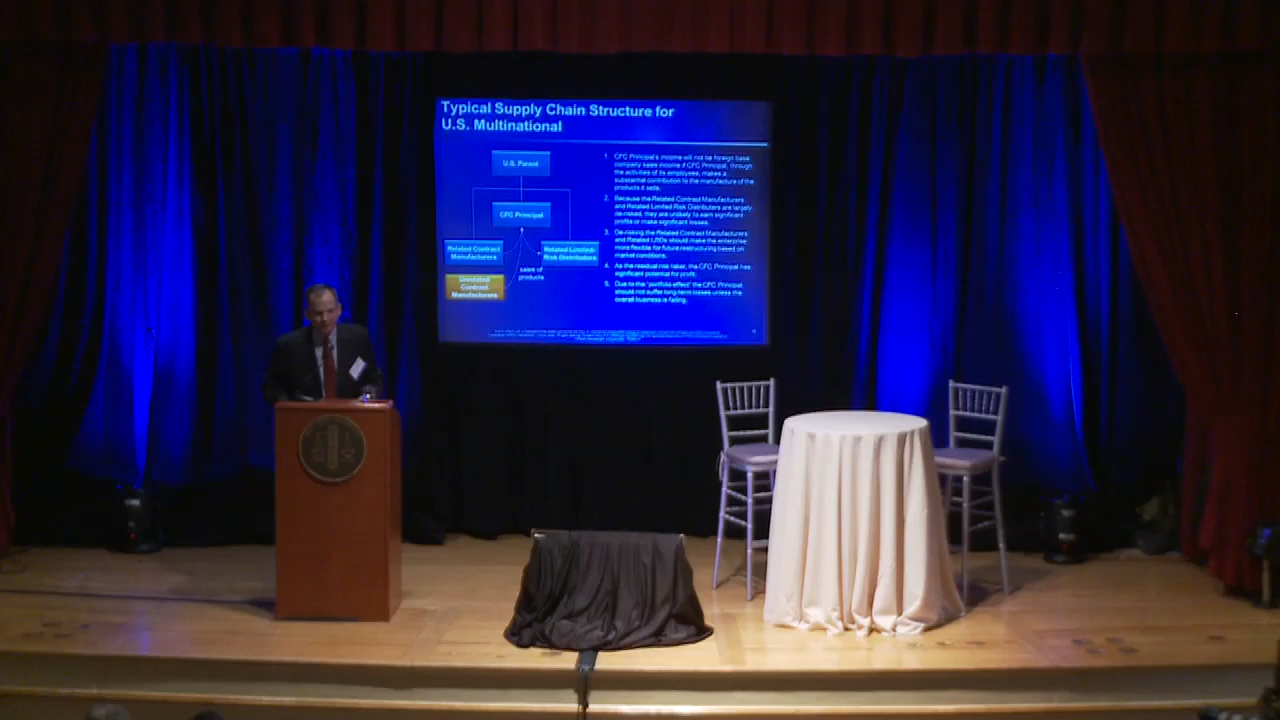 Typical Supply Chain Structure for
U.S. Multinational
U.S. Parent
CFC Principal
Related Contract
Manufacturers
Related Limited-
Risk Distributors
Unrelated
Contract
Manufacturers
sales of
products
1. CFC Principal's income will not be foreign base
company sales income if CFC Principal, through
the activities of its employees, makes a
substantial contribution to the manufacture of the
products it sells.
2. Because the Related Contract Manufacturers
and Related Limited Risk Distributors are largely
de-risked, they are unlikely to earn significant
profits or make significant losses.
3. De-risking the Related Contract Manufacturers
and Related LRDs should make the enterprise
more flexible for future restructuring based on
market conditions.
4. As the residual risk taker, the CFC Principal has
significant potential for profit.
5. Due to the "portfolio effect" the CFC Principal
should not suffer long-term losses unless the
overall business is failing.